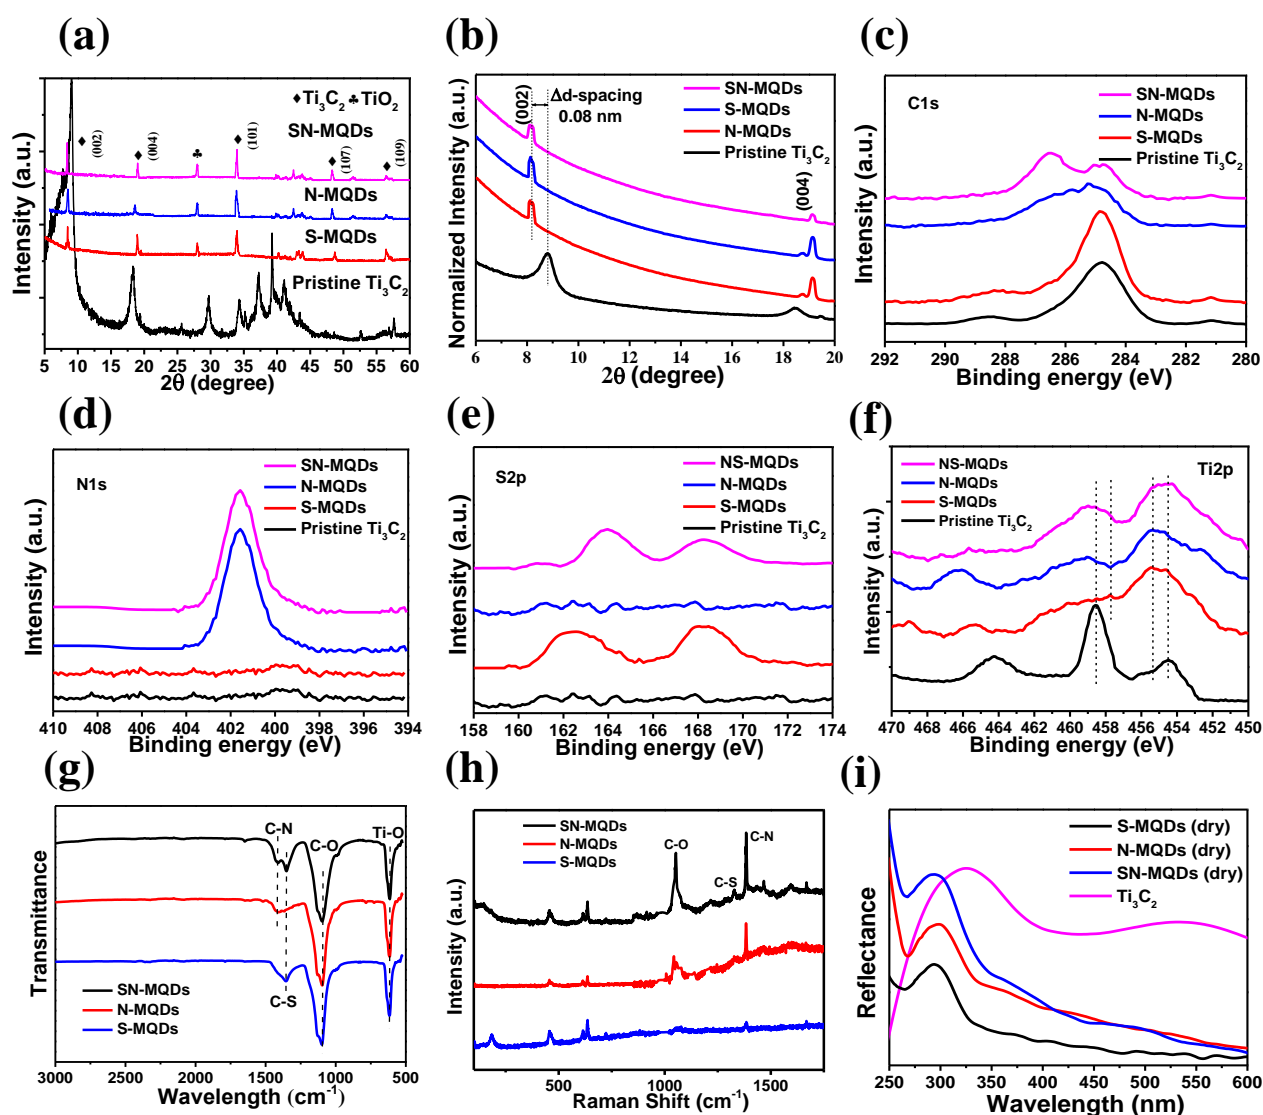 (a)
Intensity (a.u.)
♦Ti3C2 ♣TiO2
SN-MQDs
♦ (002)
♦ (004)
♣
♦ (101)
♦ (107)
♦ (109)
N-MQDs
S-MQDs
Pristine Ti3C2
5 10 15 20 25 30 35 40 45 50 55 60
2θ (degree)
(b)
Normalized Intensity (a.u.)
(002)
Δd-spacing
0.08 nm
SN-MQDs
S-MQDs
N-MQDs
Pristine Ti3C2
(004)
6 8 10 12 14 16 18 20
2θ (degree)
(c)
Intensity (a.u.)
C1s
SN-MQDs
N-MQDs
S-MQDs
Pristine Ti3C2
292 290 288 286 284 282 280
Binding energy (eV)
(d)
Intensity (a.u.)
N1s
SN-MQDs
N-MQDs
S-MQDs
Pristine Ti3C2
410 408 406 404 402 400 398 396 394
Binding energy (eV)
(e)
Intensity (a.u.)
S2p
NS-MQDs
N-MQDs
S-MQDs
Pristine Ti3C2
158 160 162 164 166 168 170 172 174
Binding energy (eV)
(f)
Intensity (a.u.)
NS-MQDs
N-MQDs
S-MQDs
Pristine Ti3C2
Ti2p
470 468 466 464 462 460 458 456 454 452 450
Binding energy (eV)
(g)
Transmittance
C-N
C-O
Ti-O
C-S
SN-MQDs
N-MQDs
S-MQDs
3000 2500 2000 1500 1000 500
Wavelength (cm-1)
(h)
Intensity (a.u.)
SN-MQDs
N-MQDs
S-MQDs
C-O
C-S
C-N
500 1000 1500
Raman Shift (cm-1)
(i)
Reflectance
S-MQDs (dry)
N-MQDs (dry)
SN-MQDs (dry)
Ti3C2
250 300 350 400 450 500 550 600
Wavelength (nm)